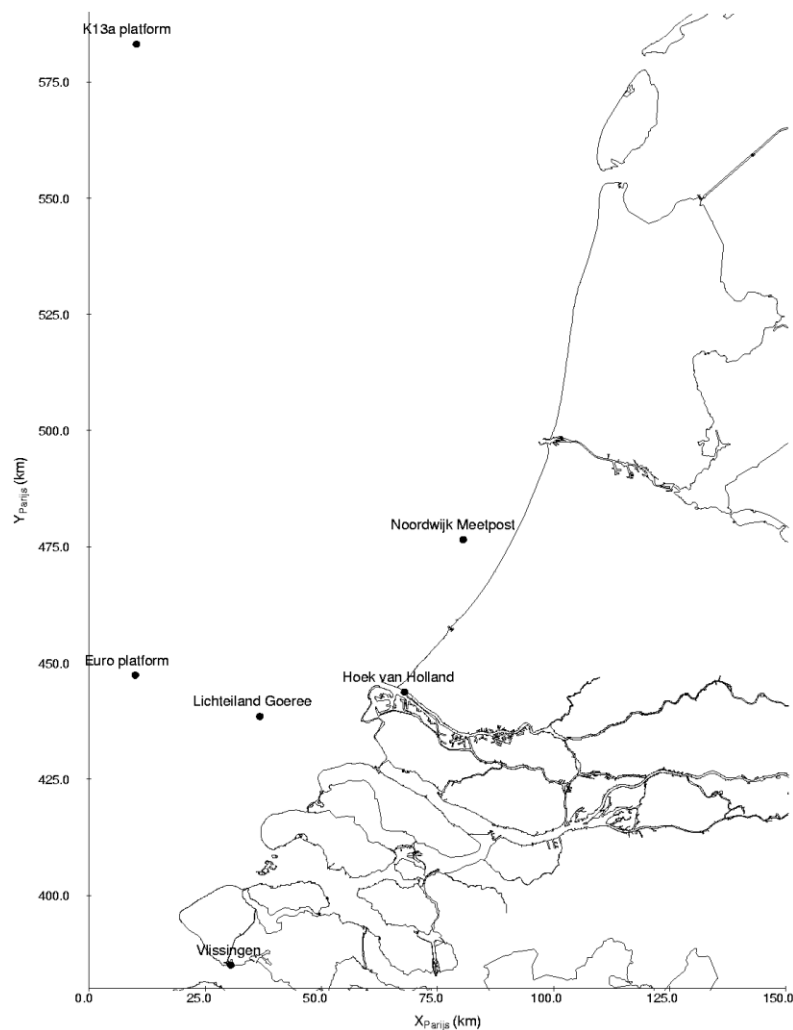 K13a platform
575.0
550.0
525.0
500.0
Y Parijs (km)
Noordwijk Meetpost
475.0
Euro platform
450.0
Hoek van Holland
Lichteiland Goeree
425.0
400.0
Vlissingen
0.0 25.0 50.0 75.0 100.0 125.0 150.0
X Parijs (km)